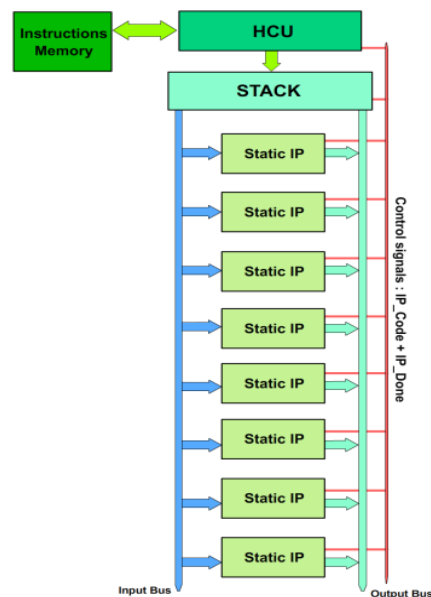 Instructions
Memory
HCU
STACK
Static IP
Static IP
Static IP
Static IP
Static IP
Static IP
Static IP
Static IP
Control signals : IP_Code + IP_Done
Input Bus
Output Bus